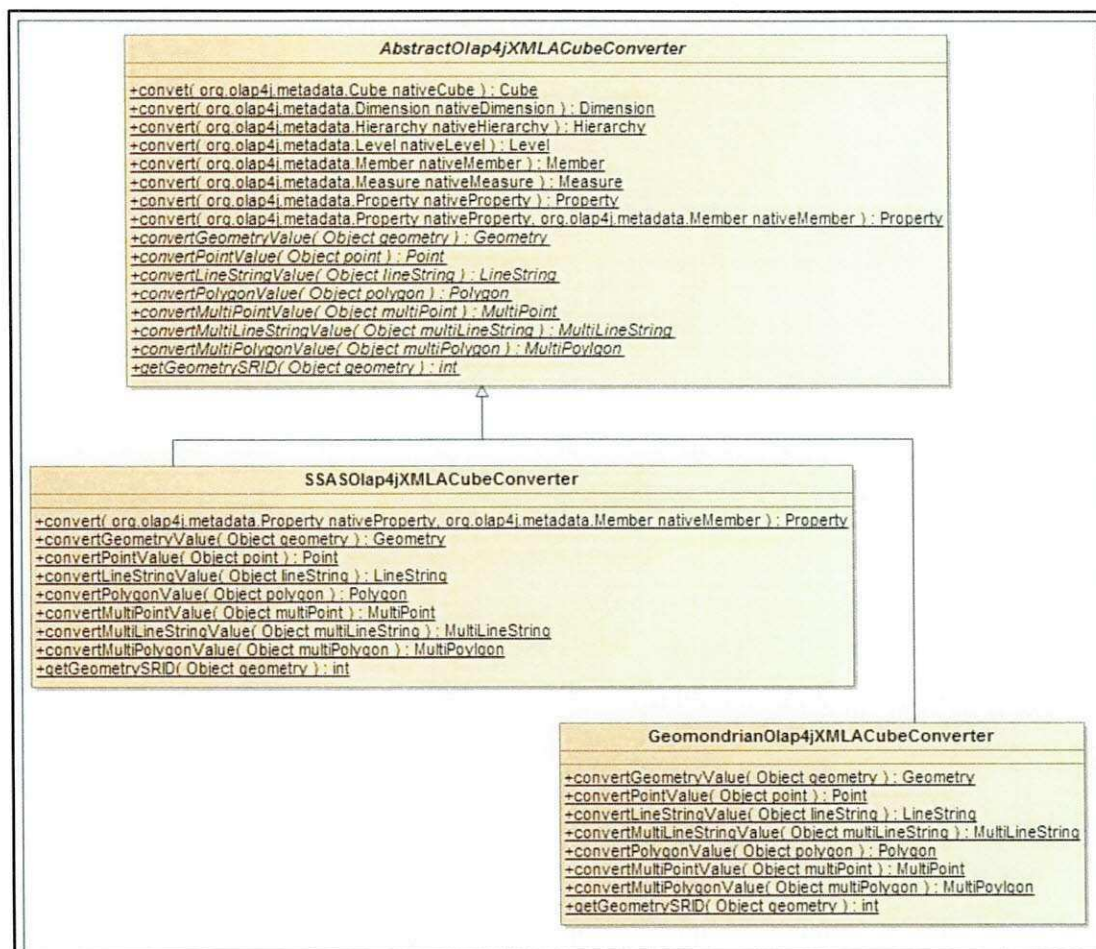 AbstractOlap4jXMLACubeConverter
+convet( org.olap4j.metadata.Cube nativeCube ) : Cube
+convert( org.olap4j.metadata.Dimension nativeDimension ) : Dimension
+convert( org.olap4j.metadata.Hierarchy nativeHierarchy ) : Hierarchy
+convert( org.olap4j.metadata.Level nativeLevel ) : Level
+convert( org.olap4j.metadata.Member nativeMember ) : Member
+convert( org.olap4j.metadata.Measure nativeMeasure ) : Measure
+convert( org.olap4j.metadata.Property nativeProperty ) : Property
+convert( org.olap4j.metadata.Property nativeProperty, org.olap4j.metadata.Member nativeMember ) : Property
+convertGeometryValue( Object geometry ) : Geometry
+convertPointValue( Object point ) : Point
+convertLineStringValue( Object lineString ) : LineString
+convertPolygonValue( Object polygon ) : Polygon
+convertMultiPointValue( Object multiPoint ) : MultiPoint
+convertMultiLineStringValue( Object multiLineString ) : MultiLineString
+convertMultiPolygonValue( Object multiPolygon ) : MultiPoylgon
+getGeometrySRID( Object geometry ) : int
SSASOlap4jXMLACubeConverter
+convert( org.olap4j.metadata.Property nativeProperty, org.olap4j.metadata.Member nativeMember ) : Property
+convertGeometryValue( Object geometry ) : Geometry
+convertPointValue( Object point ) : Point
+convertLineStringValue( Object lineString ) : LineString
+convertPolygonValue( Object polygon ) : Polygon
+convertMultiPointValue( Object multiPoint ) : MultiPoint
+convertMultiLineStringValue( Object multiLineString ) : MultiLineString
+convertMultiPolygonValue( Object multiPolygon ) : MultiPoylgon
+getGeometrySRID( Object geometry ) : int
GeomondrianOlap4jXMLACubeConverter
+convertGeometryValue( Object geometry ) : Geometry
+convertPointValue( Object point ) : Point
+convertLineStringValue( Object lineString ) : LineString
+convertMultiLineStringValue( Object multiLineString ) : MultiLineString
+convertPolygonValue( Object polygon ) : Polygon
+convertMultiPointValue( Object multiPoint ) : MultiPoint
+convertMultiPolygonValue( Object multiPolygon ) : MultiPoylgon
+getGeometrySRID( Object geometry ) : int